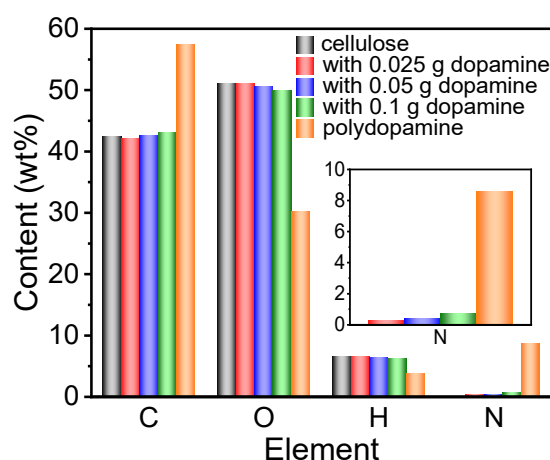 60
50
40
30
20
10
0
Content (wt%)
cellulose
with 0.025 g dopamine
with 0.05 g dopamine
with 0.1 g dopamine
polydopamine
10
8
6
4
2
0
N
C O H N
Element